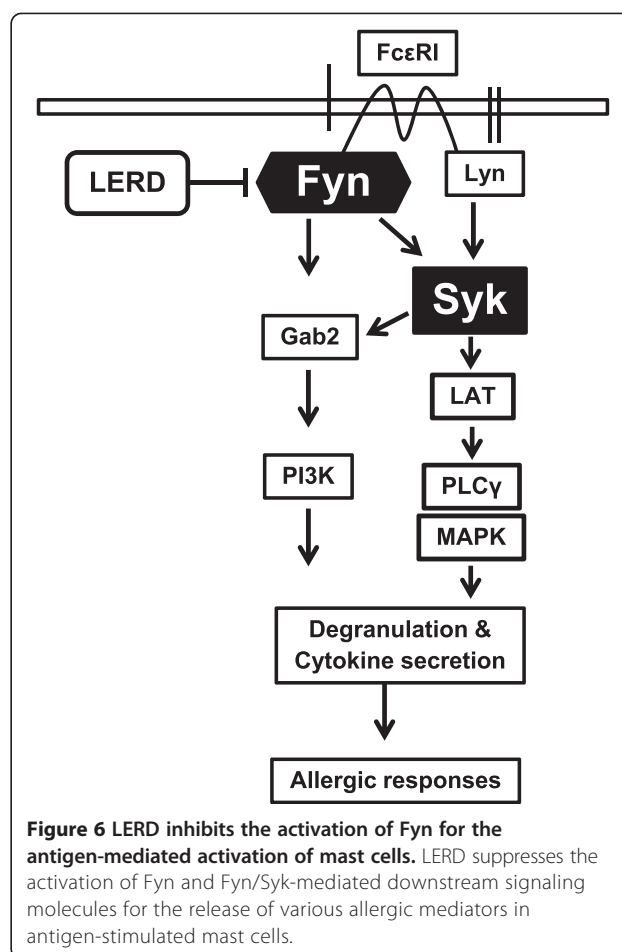 FcεRI
LERD
Fyn
Lyn
Syk
Gab2
LAT
PI3K
PLCγ
MAPK
Degranulation &
Cytokine secretion
Allergic responses
Figure 6 LERD inhibits the activation of Fyn for the
antigen-mediated activation of mast cells. LERD suppresses the
activation of Fyn and Fyn/Syk-mediated downstream signaling
molecules for the release of various allergic mediators in
antigen-stimulated mast cells.